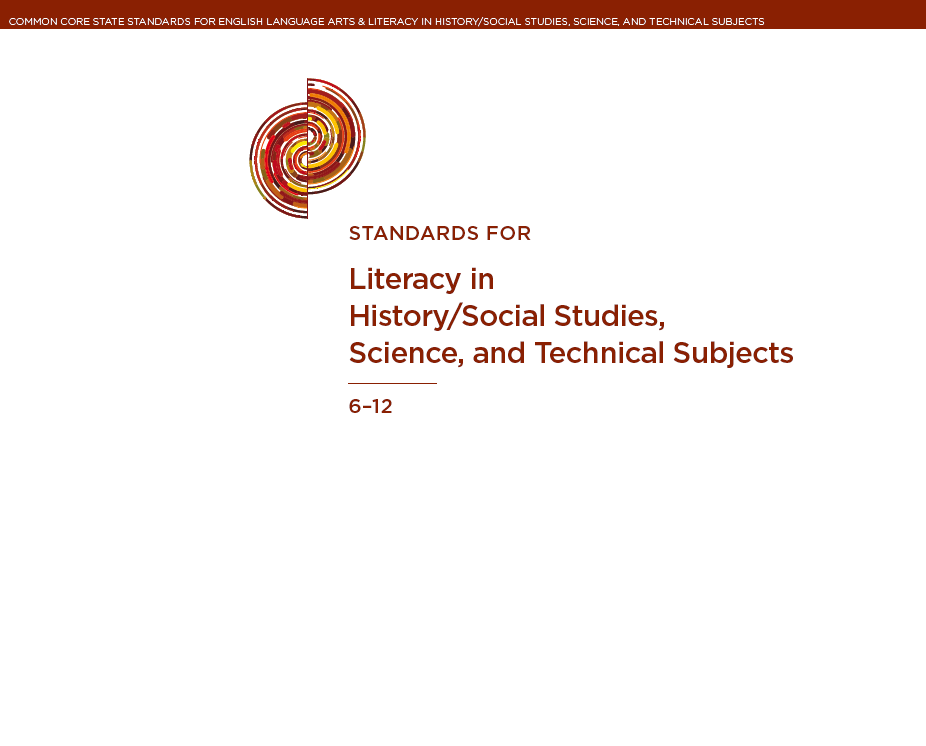 COMMON CORE STATE STANDARDS FOR ENGLISH LANGUAGE ARTS & LITERACY IN HISTORY/SOCIAL STUDIES, SCIENCE, AND TECHNICAL SUBJECTS
STANDARDS FOR
Literacy in
History/Social Studies,
Science, and Technical Subjects
6–12